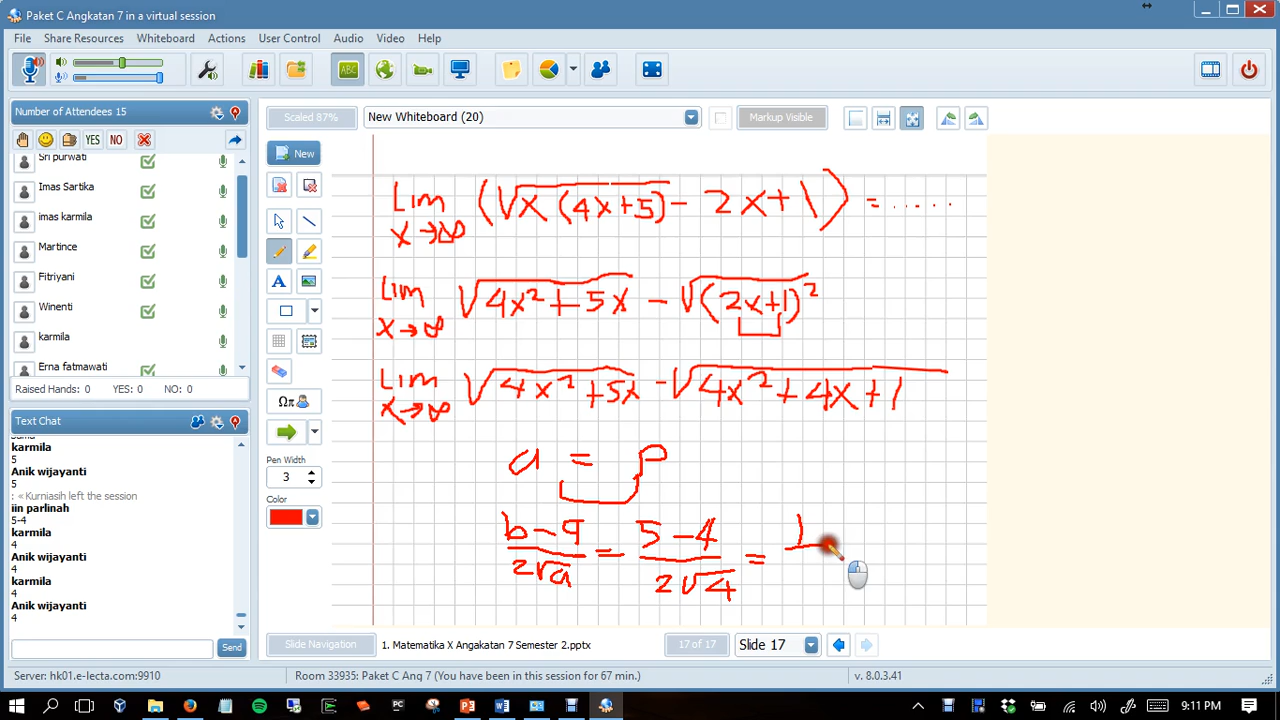 Paket C Angkatan 7 in a virtual session
File Share Resources Whiteboard Actions User Control Audio Video Help
ABC
Number of Attendees 15
Scaled 87%
New Whiteboard (20)
Markup Visible
YES NO
New
Sri purwati
Imas Sartika
imas karmila
Martince
Fitriyani
Winenti
karmila
Erna fatmawati
Raised Hands: 0 YES: 0 NO: 0
Text Chat
karmila
5
Anik wijayanti
5
: « Kurniasih left the session
iin parlinah
5-4
Anik wijayanti
4
karmila
4
karmila
4
Anik wijayanti
4
Send
A
Ωπ
Pen Width
3
Color
Lim x→∞ (√x (4x+5) - 2x+1) = ......
Lim x→∞ √4x² + 5x - √(2x+1)²
Lim x→∞ √4x² + 5x - √4x² + 4x + 1
a = p
b-q / 2√a = 5-4 / 2√4 = 1
Slide Navigation
1. Matematika X Angakatan 7 Semester 2.pptx
17 of 17
Slide 17
Server: hk01.e-lecta.com:9910
Room 33935: Paket C Ang 7 (You have been in this session for 67 min.)
v. 8.0.3.41
9:11 PM